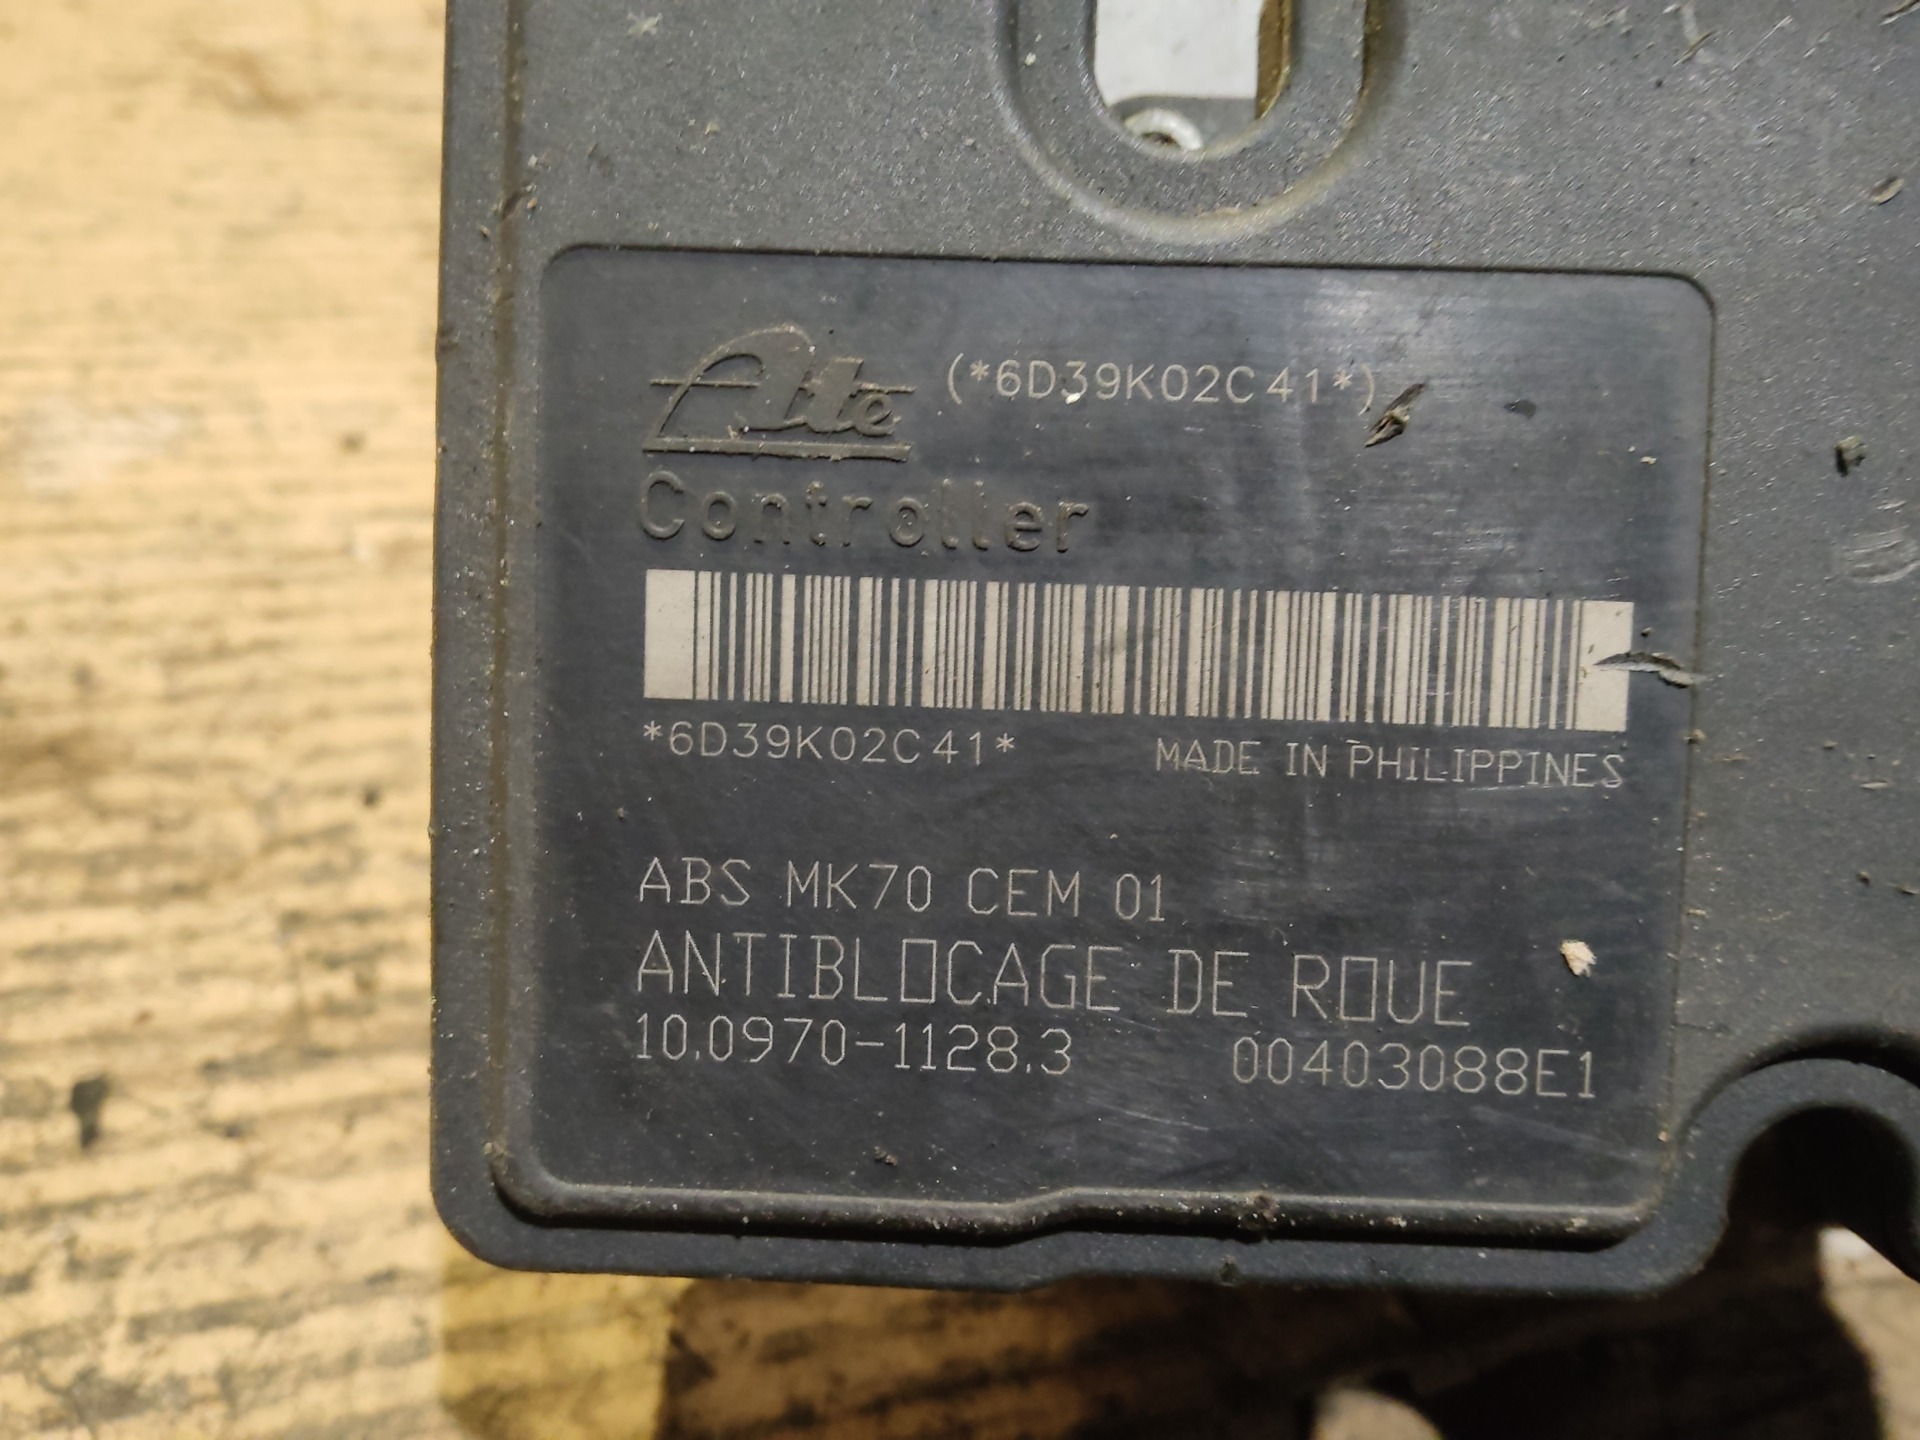 Ate (*6D39K02C41*)
Controller
*6D39K02C41* MADE IN PHILIPPINES
ABS MK70 CEM 01
ANTIBLOCAGE DE ROUE
10.0970-1128.3 00403088E1